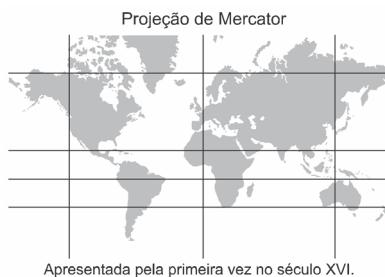 Projeção de Mercator
Apresentada pela primeira vez no século XVI.